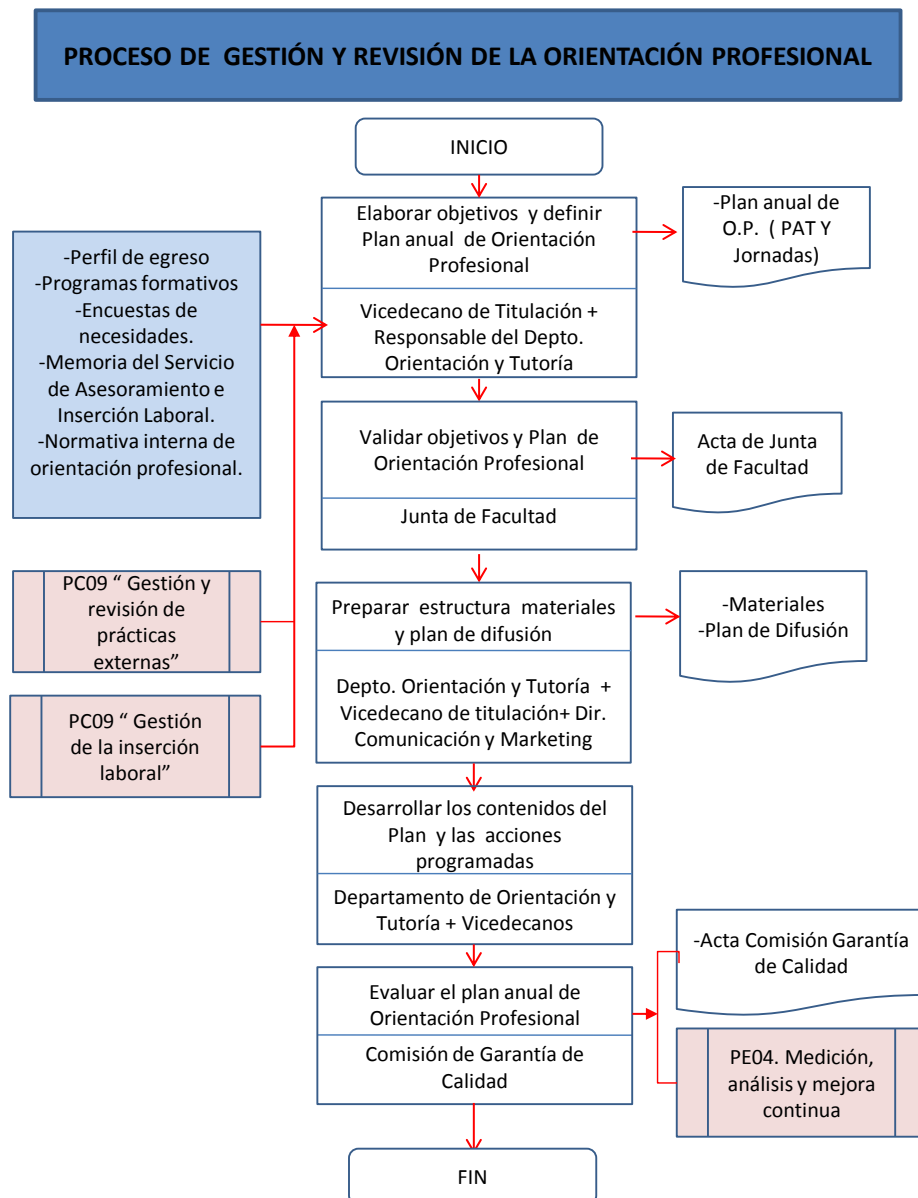 PROCESO DE GESTIÓN Y REVISIÓN DE LA ORIENTACIÓN PROFESIONAL
INICIO
Elaborar objetivos y definir
Plan anual de Orientación
Profesional
Vicedecano de Titulación +
Responsable del Depto.
Orientación y Tutoría
-Plan anual de
O.P. ( PAT Y
Jornadas)
-Perfil de egreso
-Programas formativos
-Encuestas de
necesidades.
-Memoria del Servicio
de Asesoramiento e
Inserción Laboral.
-Normativa interna de
orientación profesional.
Validar objetivos y Plan de
Orientación Profesional
Junta de Facultad
Acta de Junta
de Facultad
PC09 “ Gestión y
revisión de
prácticas
externas”
Preparar estructura materiales
y plan de difusión
Depto. Orientación y Tutoría +
Vicedecano de titulación+ Dir.
Comunicación y Marketing
-Materiales
-Plan de Difusión
PC09 “ Gestión
de la inserción
laboral”
Desarrollar los contenidos del
Plan y las acciones
programadas
Departamento de Orientación y
Tutoría + Vicedecanos
Evaluar el plan anual de
Orientación Profesional
Comisión de Garantía de
Calidad
-Acta Comisión Garantía
de Calidad
PE04. Medición,
análisis y mejora
continua
FIN